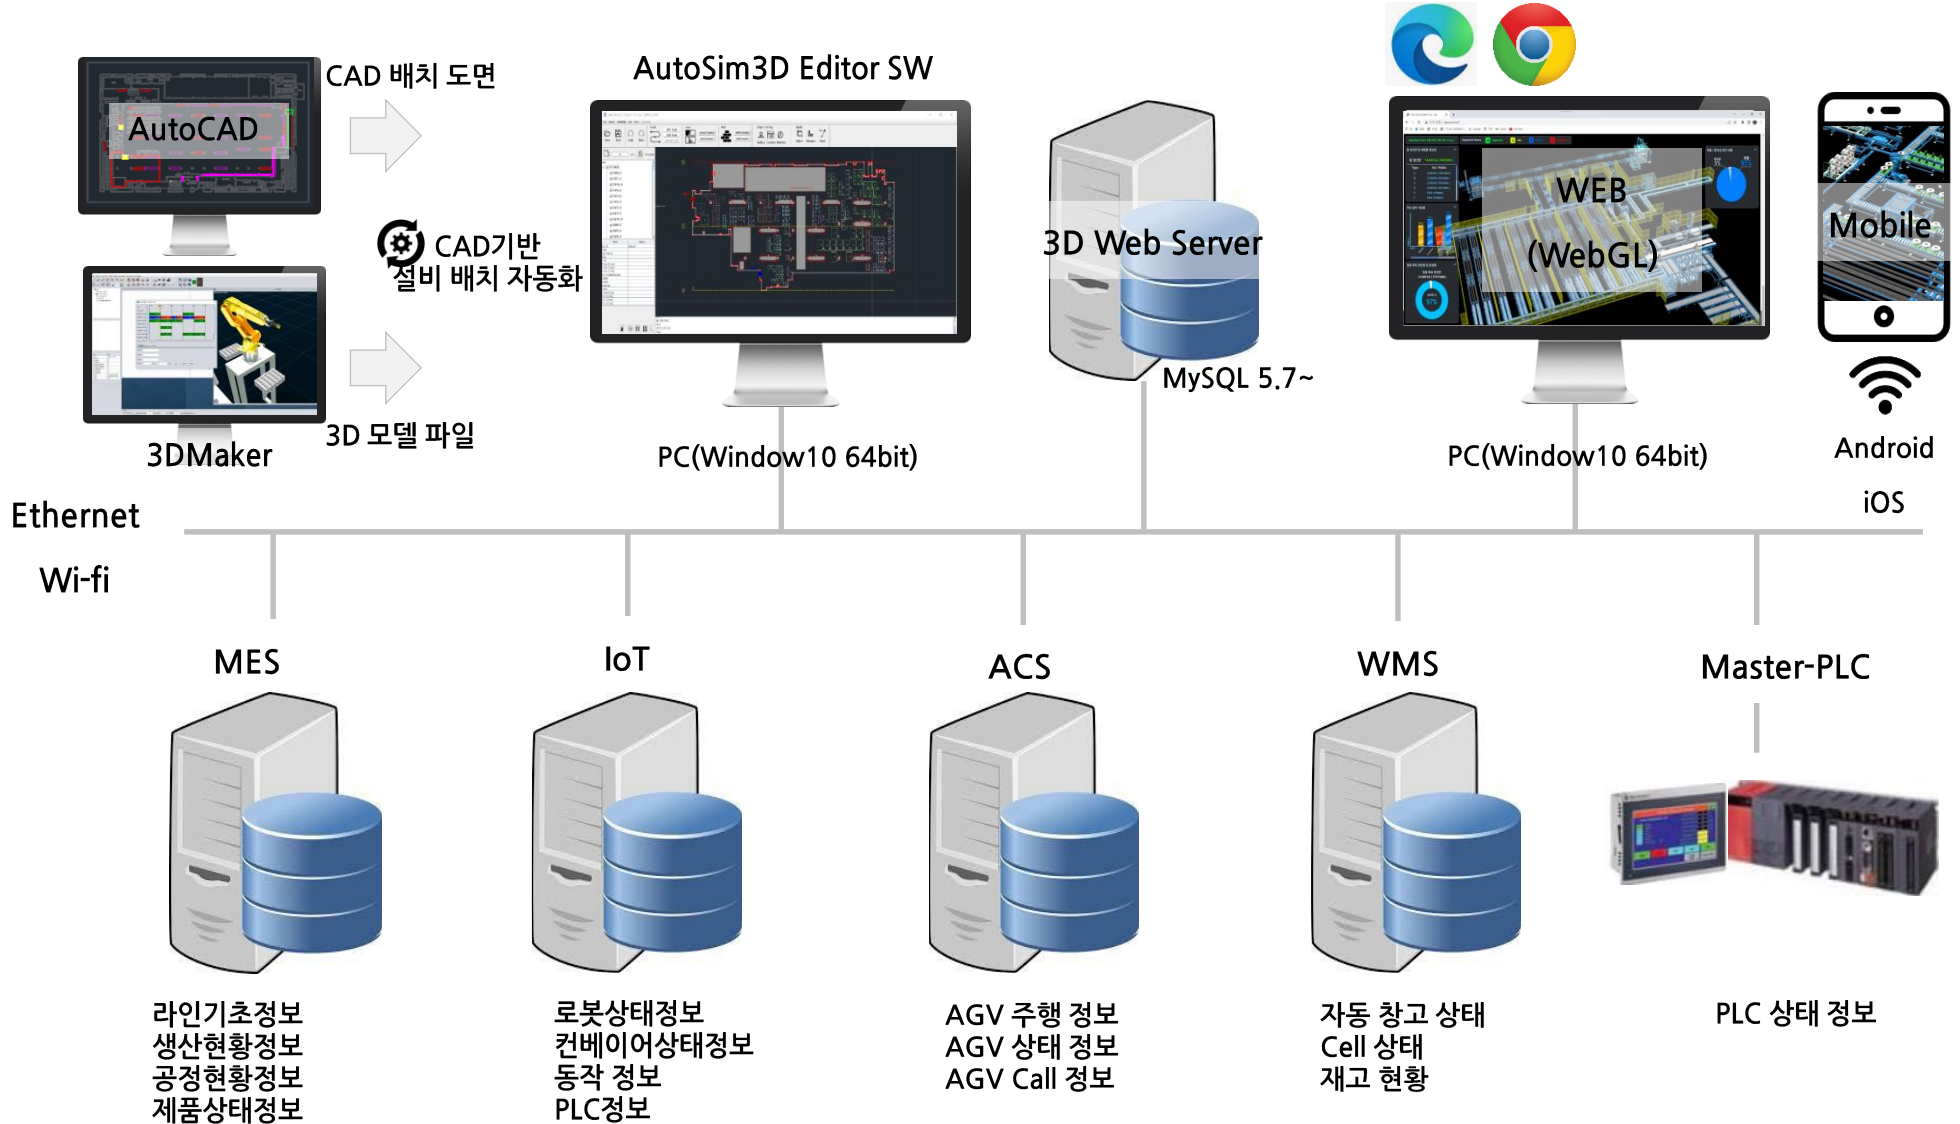 CAD 배치 도면
AutoCAD
CAD기반
설비 배치 자동화
3D 모델 파일
3DMaker
AutoSim3D Editor SW
PC(Window10 64bit)
3D Web Server
MySQL 5.7~
WEB
(WebGL)
PC(Window10 64bit)
Mobile
Android
iOS
Ethernet
Wi-fi
MES
라인기초정보
생산현황정보
공정현황정보
제품상태정보
IoT
로봇상태정보
컨베이어상태정보
동작 정보
PLC정보
ACS
AGV 주행 정보
AGV 상태 정보
AGV Call 정보
WMS
자동 창고 상태
Cell 상태
재고 현황
Master-PLC
PLC 상태 정보